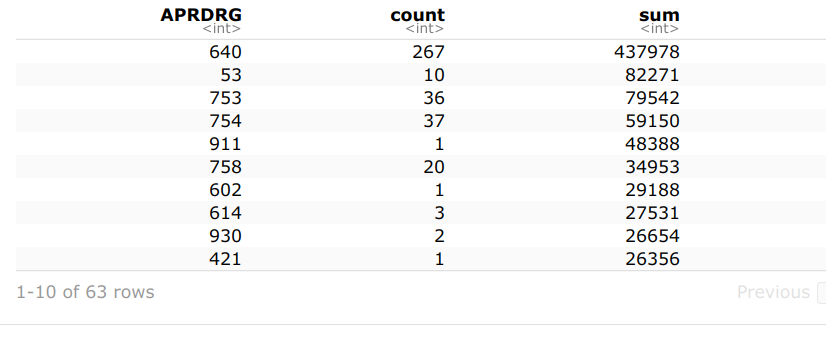 APRDRG count sum
<int> <int> <int>
640 267 437978
53 10 82271
753 36 79542
754 37 59150
911 1 48388
758 20 34953
602 1 29188
614 3 27531
930 2 26654
421 1 26356
1-10 of 63 rows Previous